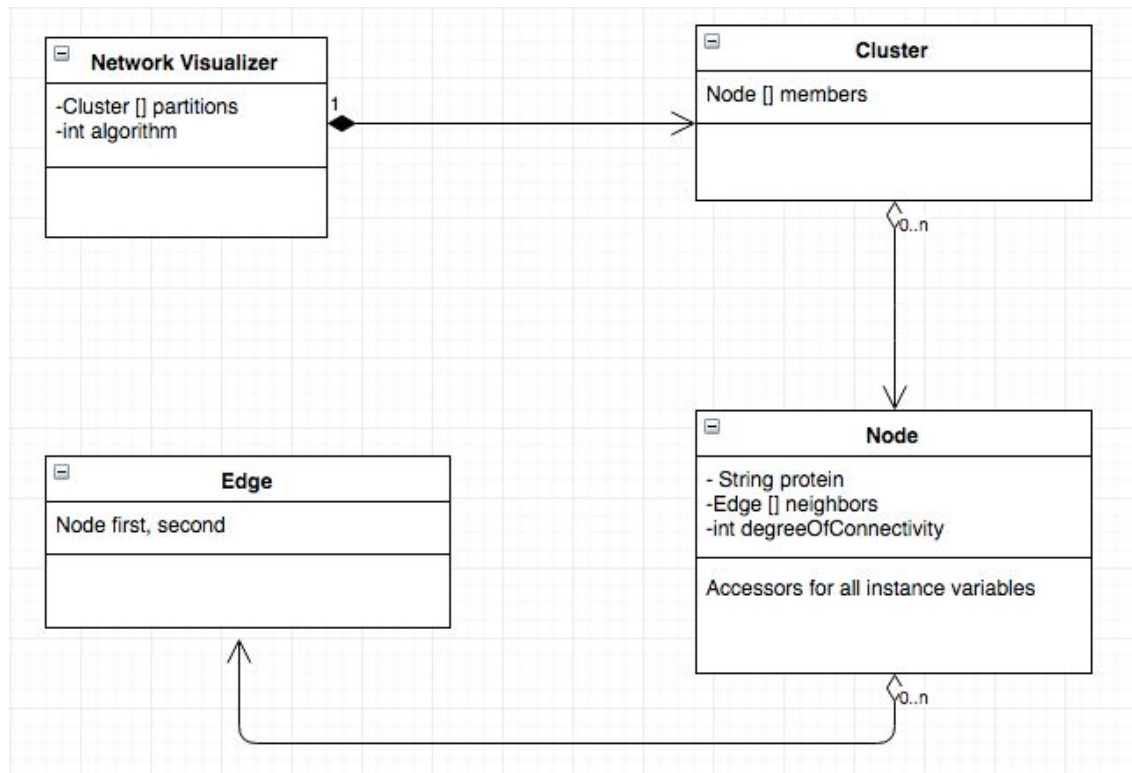 Network Visualizer
-Cluster [] partitions
-int algorithm
1
Cluster
Node [] members
0..n
Node
- String protein
-Edge [] neighbors
-int degreeOfConnectivity
Accessors for all instance variables
0..n
Edge
Node first, second